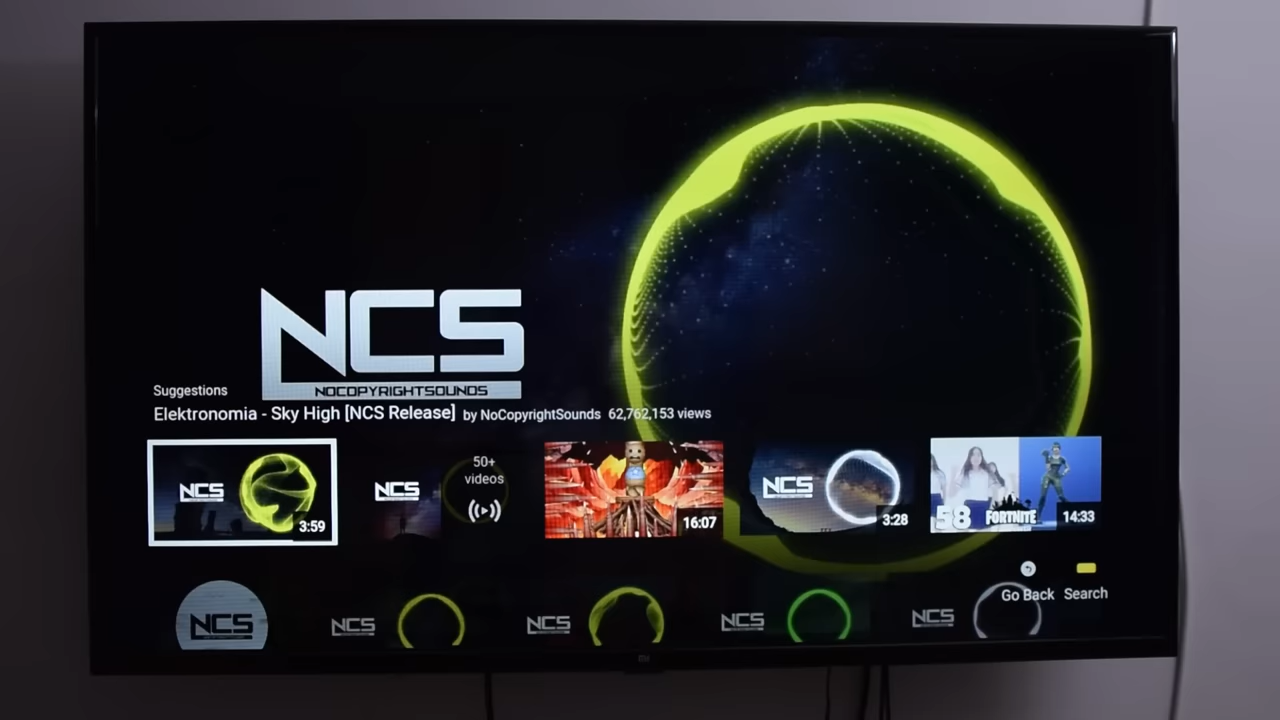 NCS
NOCOPYRIGHTSOUNDS
Suggestions
Elektronomia - Sky High [NCS Release] by NoCopyrightSounds 62,762,153 views
NCS
3:59
NCS
50+
videos
16:07
NCS
3:28
58
FORTNITE
14:33
Go Back
Search
NCS
NCS
NCS
NCS
NCS
mi